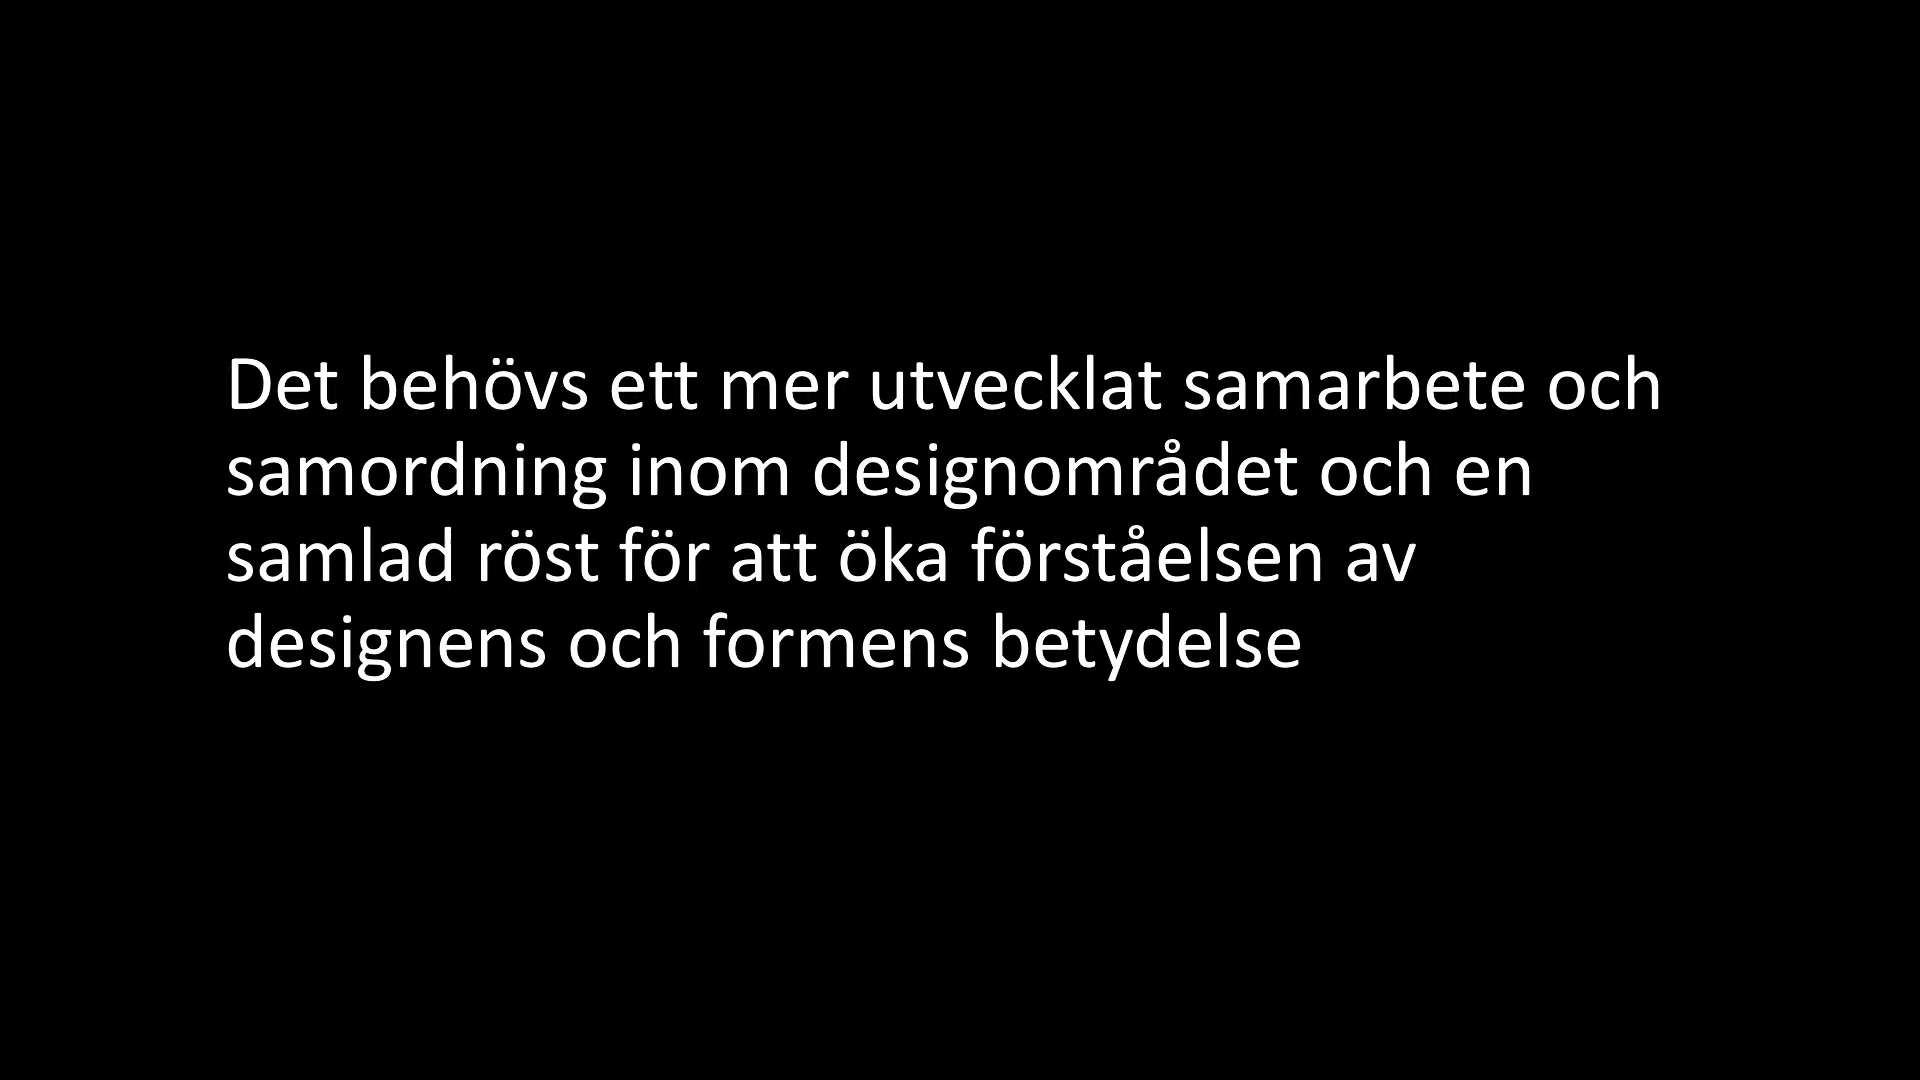 Det behövs ett mer utvecklat samarbete och
samordning inom designområdet och en
samlad röst för att öka förståelsen av
designens och formens betydelse